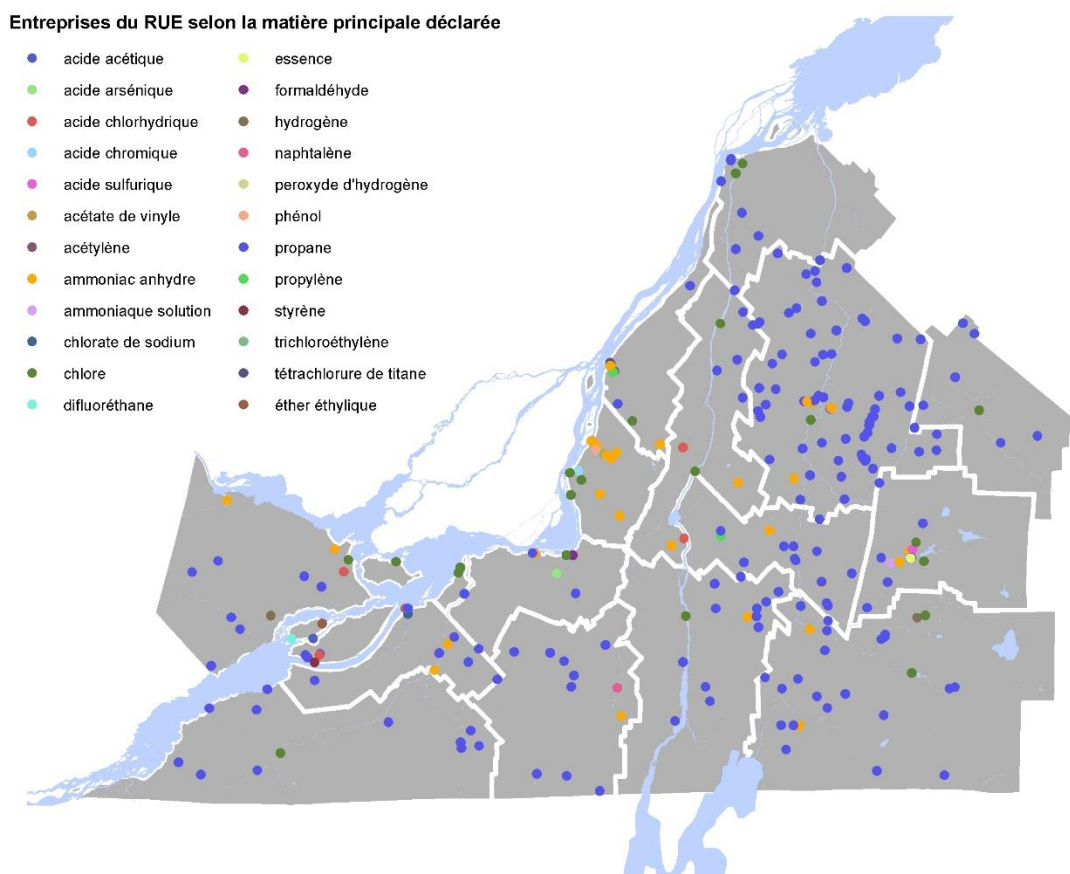 Entreprises du RUE selon la matière principale déclarée
acide acétique
acide arsénique
acide chlorhydrique
acide chromique
acide sulfurique
acétate de vinyle
acétylène
ammoniac anhydre
ammoniaque solution
chlorate de sodium
chlore
difluoréthane
essence
formaldéhyde
hydrogène
naphtalène
peroxyde d'hydrogène
phénol
propane
propylène
styrène
trichloroéthylène
tétrachlorure de titane
éther éthylique